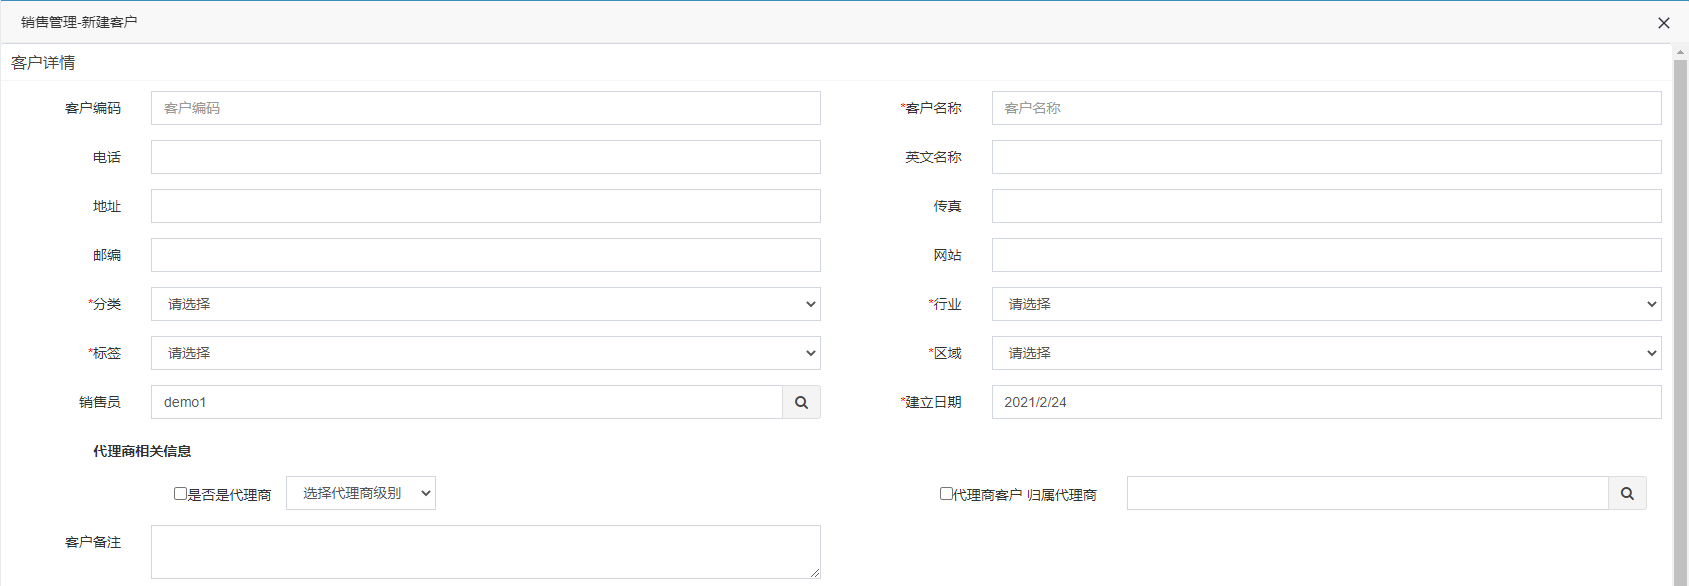 销售管理-新建客户
客户详情
客户编码 客户编码 *客户名称 客户名称
电话 英文名称
地址 传真
邮编 网站
*分类 请选择 *行业 请选择
*标签 请选择 *区域 请选择
销售员 demo1 *建立日期 2021/2/24
代理商相关信息
是否是代理商 选择代理商级别 代理商客户 归属代理商
客户备注